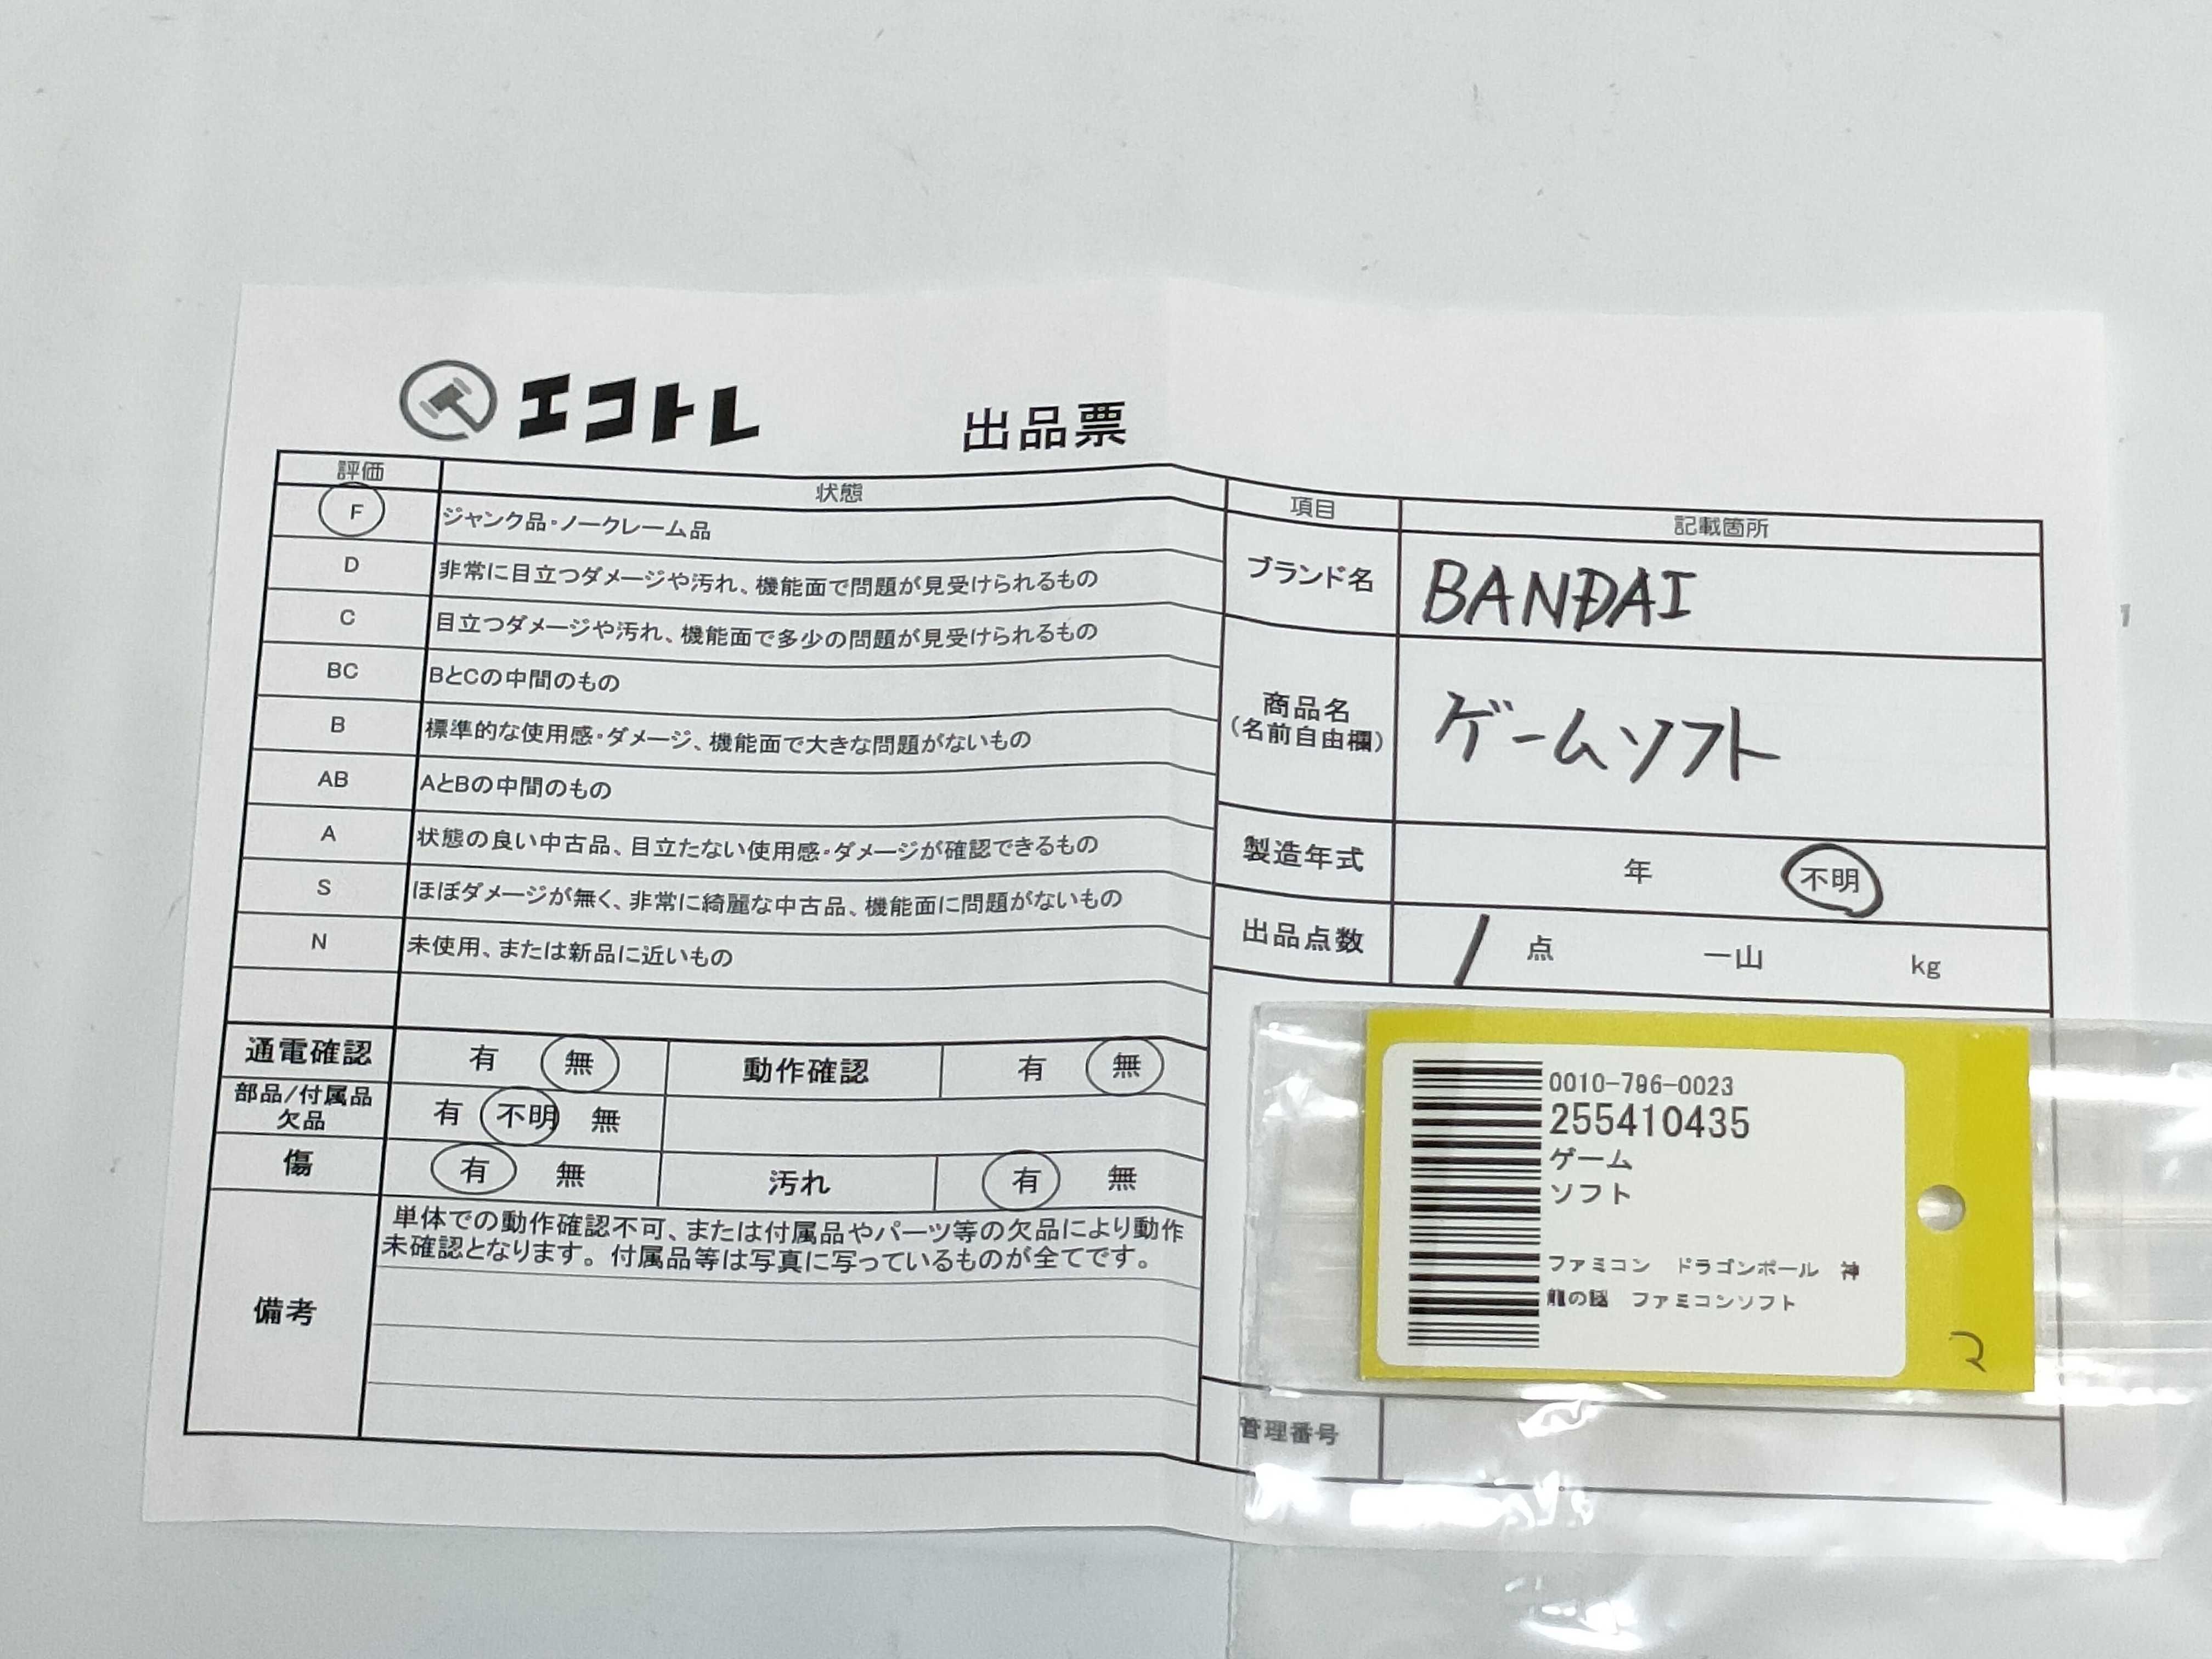 エコトレ 出品票
評価 状態
F ジャンク品・ノークレーム品
D 非常に目立つダメージや汚れ、機能面で問題が見受けられるもの
C 目立つダメージや汚れ、機能面で多少の問題が見受けられるもの
BC BとCの中間のもの
B 標準的な使用感・ダメージ、機能面で大きな問題がないもの
AB AとBの中間のもの
A 状態の良い中古品、目立たない使用感・ダメージが確認できるもの
S ほぼダメージが無く、非常に綺麗な中古品、機能面に問題がないもの
N 未使用、または新品に近いもの
通電確認 有 無 動作確認 有 無
部品/付属品
欠品 有 不明 無
傷 有 無 汚れ 有 無
備考
単体での動作確認不可、または付属品やパーツ等の欠品により動作
未確認となります。付属品等は写真に写っているものが全てです。
項目 記載箇所
ブランド名 BANDAI
商品名
(名前自由欄) ゲームソフト
製造年式 年 不明
出品点数 1 点 一山 kg
0010-796-0023
255410435
ゲーム
ソフト
ファミコン ドラゴンボール 神
龍の謎 ファミコンソフト
管理番号